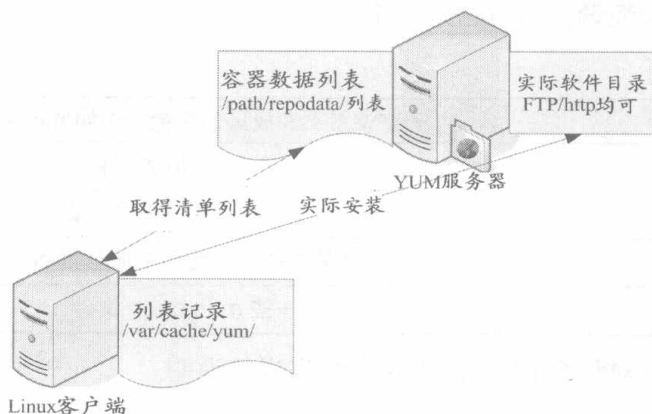 容器数据列表
/path/repodata/列表
实际软件目录
FTP/http均可
YUM服务器
取得清单列表
实际安装
列表记录
/var/cache/yum/
Linux客户端